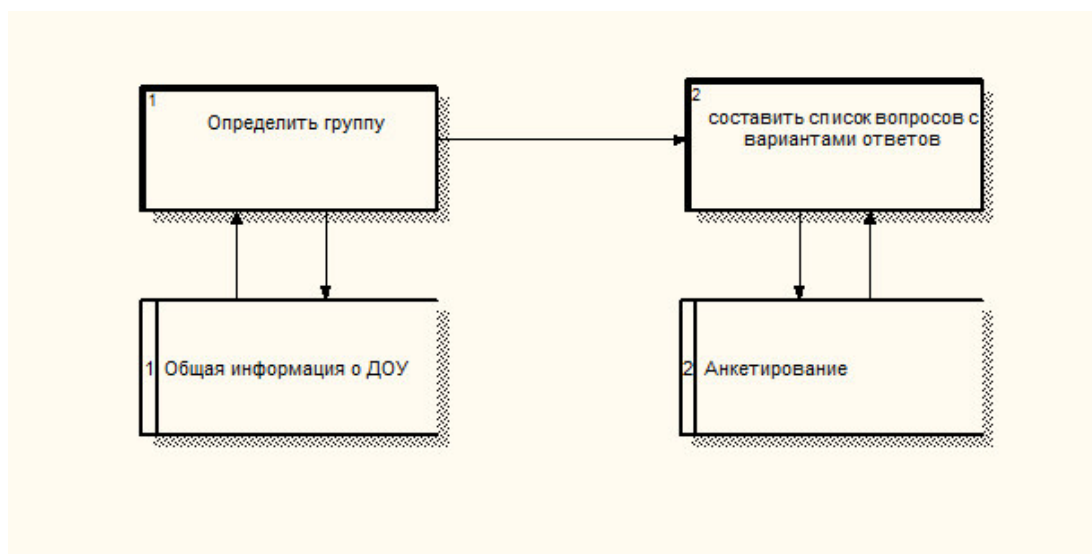 1
Определить группу
2
составить список вопросов с
вариантами ответов
1 Общая информация о ДОУ
2 Анкетирование